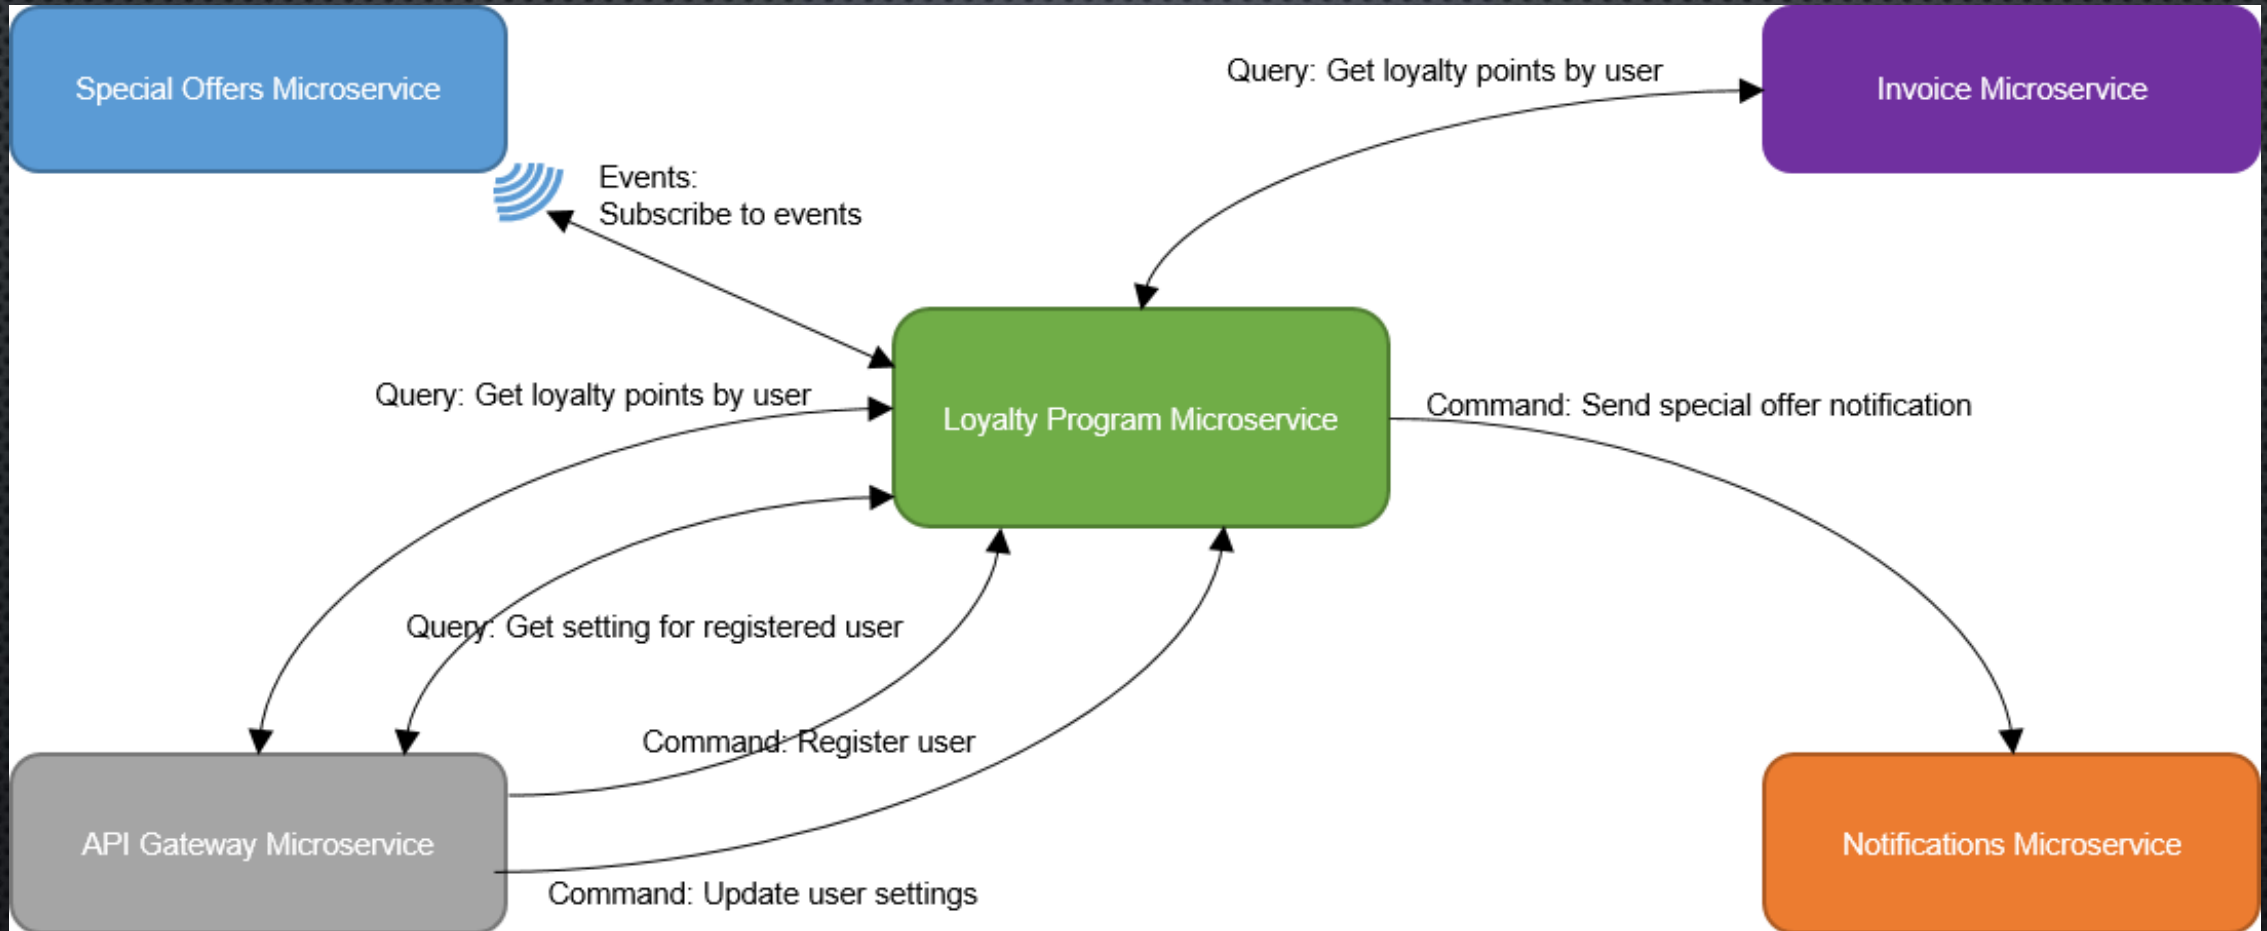 Special Offers Microservice
Query: Get loyalty points by user
Invoice Microservice
Events:
Subscribe to events
Query: Get loyalty points by user
Loyalty Program Microservice
Command: Send special offer notification
Query: Get setting for registered user
Command: Register user
API Gateway Microservice
Command: Update user settings
Notifications Microservice